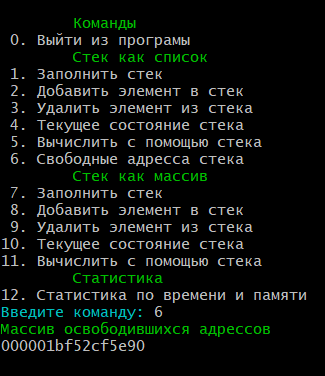 Команды
0. Выйти из програмы
Стек как список
1. Заполнить стек
2. Добавить элемент в стек
3. Удалить элемент из стека
4. Текущее состояние стека
5. Вычислить с помощью стека
6. Свободные адресса стека
Стек как массив
7. Заполнить стек
8. Добавить элемент в стек
9. Удалить элемент из стека
10. Текущее состояние стека
11. Вычислить с помощью стека
Статистика
12. Статистика по времени и памяти
Введите команду: 6
Массив освободившихся адрессов
000001bf52cf5e90